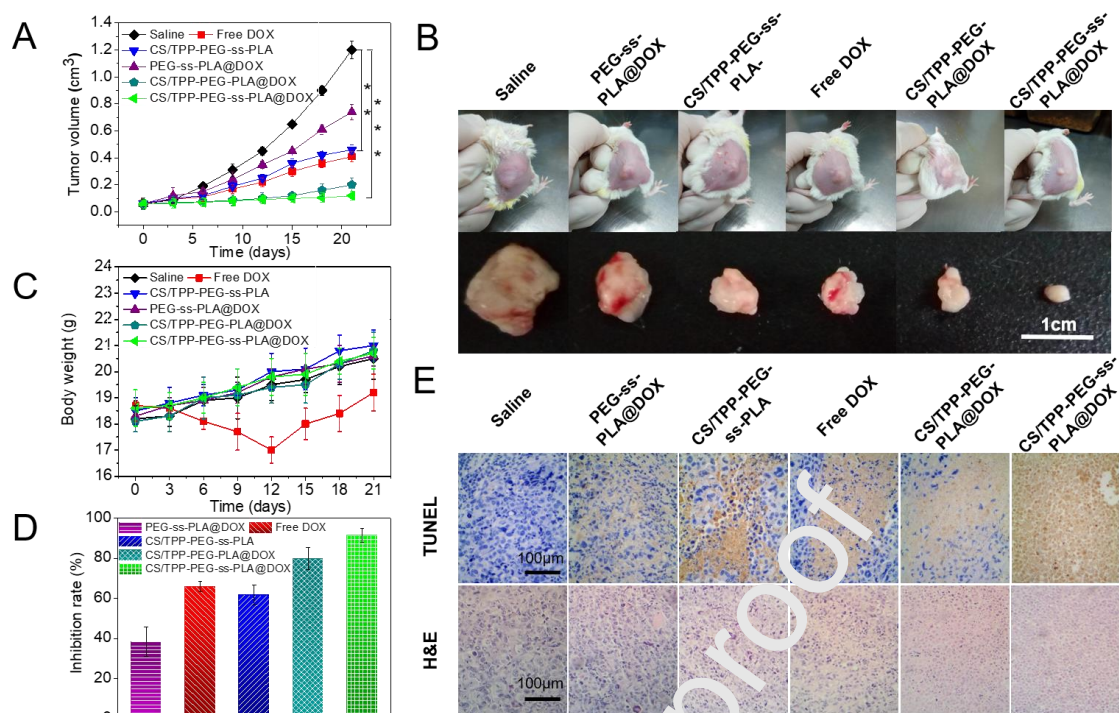 A
1.4
1.2
1.0
0.8
0.6
0.4
0.2
0.0
Tumor volume (cm3)
Saline Free DOX
CS/TPP-PEG-ss-PLA
PEG-ss-PLA@DOX
CS/TPP-PEG-PLA@DOX
CS/TPP-PEG-ss-PLA@DOX
*
*
*
*
*
0 5 10 15 20
Time (days)
B
Saline
PEG-ss-
PLA@DOX
CS/TPP-PEG-ss-
PLA-
Free DOX
CS/TPP-PEG-
PLA@DOX
CS/TPP-PEG-ss-
PLA@DOX
1cm
C
24
23
22
21
20
19
18
17
16
Body weight (g)
Saline Free DOX
CS/TPP-PEG-ss-PLA
PEG-ss-PLA@DOX
CS/TPP-PEG-PLA@DOX
CS/TPP-PEG-ss-PLA@DOX
0 3 6 9 12 15 18 21
Time (days)
D
100
80
60
40
20
Inhibition rate (%)
PEG-ss-PLA@DOX Free DOX
CS/TPP-PEG-ss-PLA
CS/TPP-PEG-PLA@DOX
CS/TPP-PEG-ss-PLA@DOX
E
Saline
PEG-ss-
PLA@DOX
CS/TPP-PEG-
ss-PLA
Free DOX
CS/TPP-PEG-
PLA@DOX
CS/TPP-PEG-ss-
PLA@DOX
TUNEL
100μm
H&E
100μm
proof